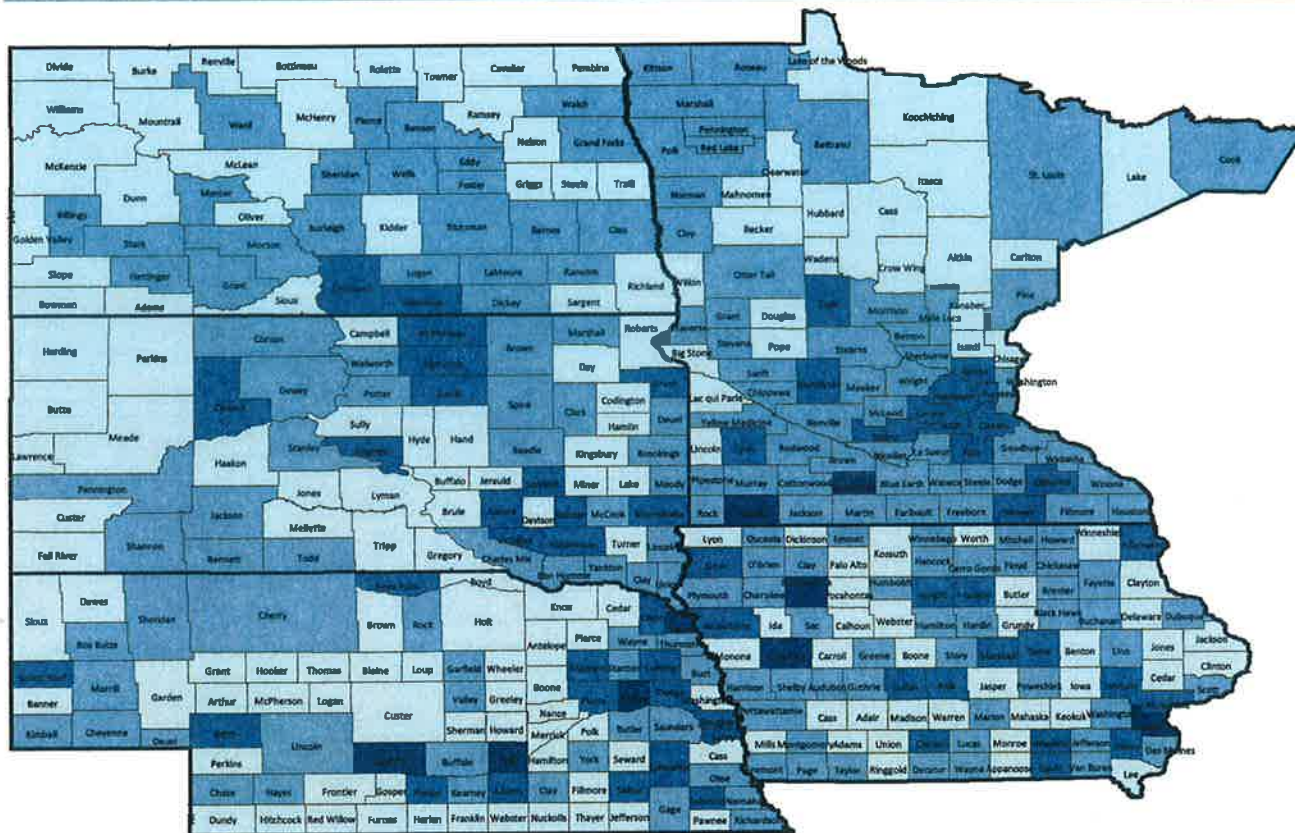 Divide Burke Renville Bottineau Rolette Towner Cavalier Pembina Kittson Roseau Lake of the Woods
Williams Mountrail Ward McHenry Pierce Benson Ramsey Walsh Marshall Koochiching
Nelson Grand Forks Polk Pennington Red Lake Beltrami St. Louis Lake Cook
McKenzie McLean Sheridan Wells Eddy Foster Griggs Steele Traill Norman Mahnomen Clearwater Itasca
Dunn Mercer Oliver Billings Golden Valley Stark Morton Burleigh Kidder Stutsman Barnes Cass Clay Becker Hubbard Cass
Wadena Crow Wing Aitkin Carlton
Slope Hettinger Grant Sioux Logan LaMoure Ransom Richland Wilkin Otter Tail Pine
Bowman Adams Dickey Sargent Grant Douglas Morrison Mille Lacs Kanabec
Harding Perkins Corson Campbell Brown Marshall Roberts Traverse Stevens Pope Stearns Benton Sherburne Isanti Chisago
Walworth Day Big Stone Swift Wright Washington
Butte Dewey Potter Codington Lac qui Parle Chippewa Meeker
Meade Sully Spink Clark Hamlin Deuel Yellow Medicine Renville McLeod
Lawrence Haakon Stanley Hyde Hand Beadle Kingsbury Brookings Lincoln Redwood Brown Le Sueur Goodhue Wabasha
Pennington Jones Lyman Buffalo Jerauld Miner Lake Moody Pipestone Murray Cottonwood Blue Earth Waseca Steele Dodge Winona
Custer Jackson Mellette Brule Davison McCook Rock Jackson Martin Faribault Freeborn Fillmore Houston
Fall River Shannon Bennett Todd Tripp Gregory Charles Mix Turner Lincoln Yankton Clay
Lyon Osceola Dickinson Emmet Kossuth Winnebago Worth Mitchell Howard Winneshiek
O'Brien Clay Palo Alto Hancock Cerro Gordo Floyd Chickasaw Fayette Clayton
Sioux Dawes Sheridan Cherry Boyd Brown Rock Holt Knox Cedar Plymouth Cherokee Pocahontas Humboldt Butler Bremer
Box Butte Antelope Pierce Wayne Thurston Ida Sac Calhoun Webster Hamilton Hardin Grundy Black Hawk Buchanan Delaware Dubuque
Grant Hooker Thomas Blaine Loup Garfield Wheeler Burt Monona Carroll Greene Boone Story Benton Linn Jones Jackson
Banner Morrill Garden Arthur McPherson Logan Custer Valley Greeley Boone Harrison Shelby Audubon Guthrie Jasper Poweshiek Iowa Cedar Clinton Scott
Kimball Cheyenne Deuel Lincoln Sherman Howard Nance Merrick Polk Butler Saunders Pottawattamie Cass Adair Madison Warren Marion Mahaska Keokuk Washington
Perkins Buffalo Hamilton York Seward Cass Mills Montgomery Adams Union Lucas Monroe Jefferson Des Moines
Chase Hayes Frontier Gosper Kearney Clay Fillmore Otoe Page Taylor Ringgold Decatur Wayne Appanoose Van Buren Lee
Dundy Hitchcock Red Willow Furnas Harlan Franklin Webster Nuckolls Thayer Jefferson Gage Pawnee Richardson